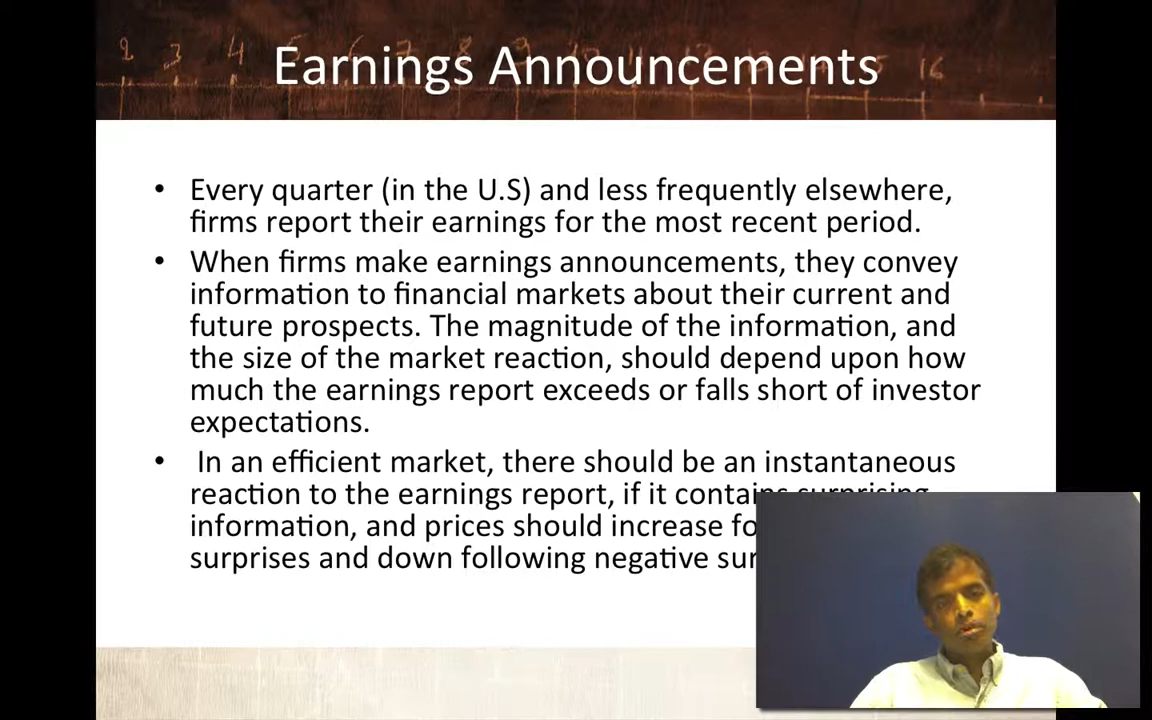 2 3 4 16
Earnings Announcements
• Every quarter (in the U.S) and less frequently elsewhere,
firms report their earnings for the most recent period.
• When firms make earnings announcements, they convey
information to financial markets about their current and
future prospects. The magnitude of the information, and
the size of the market reaction, should depend upon how
much the earnings report exceeds or falls short of investor
expectations.
• In an efficient market, there should be an instantaneous
reaction to the earnings report, if it contains surprising
information, and prices should increase
surprises and down following negative